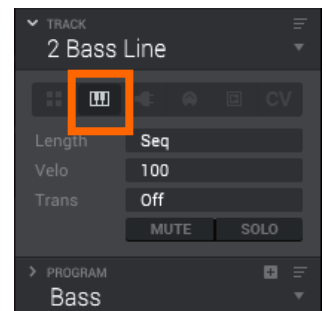 TRACK
2 Bass Line
CV
Length Seq
Velo 100
Trans Off
MUTE SOLO
PROGRAM
Bass